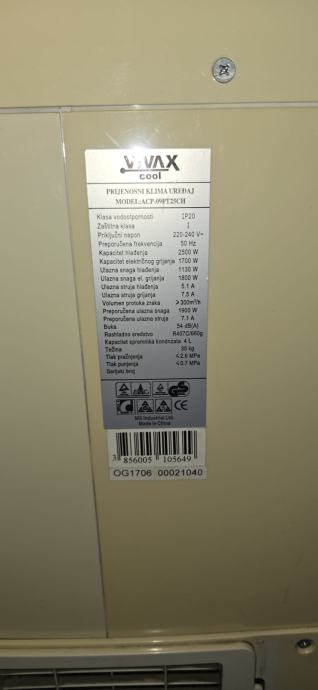 VIVAX
cool
PRIJENOSNI KLIMA UREĐAJ
MODEL:ACP-09PT25CH
Klasa vodootpornosti IP20
Zaštitna klasa I
Priključni napon 220-240 V~
Preporučena frekvencija 50 Hz
Kapacitet hlađenja 2500 W
Kapacitet električnog grijanja 1700 W
Ulazna snaga hlađenja 1130 W
Ulazna snaga el. grijanja 1800 W
Ulazna struja hlađenja 5.1 A
Ulazna struja grijanja 7.5 A
Volumen protoka zraka ≥300m³/h
Preporučena ulazna snaga 1900 W
Preporučena ulazna struja 7.1 A
Buka 54 dB(A)
Rashladno sredstvo R407C/660g
Kapacitet spremnika kondnzata 4 L
Težina 35 kg
Tlak pražnjenja ≤2.6 MPa
Tlak punjenja ≤0.7 MPa
Serijski broj
MS Industrial Ltd.
Made in China
3 856005 105649
OG1706 00021040